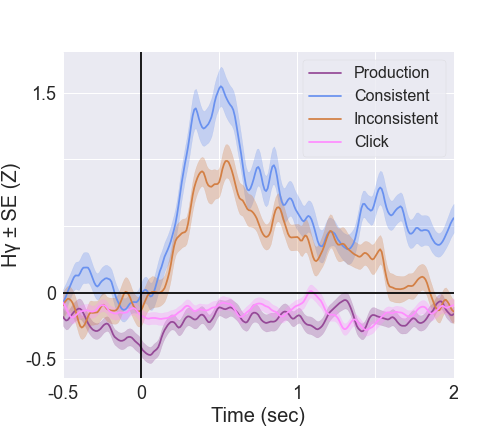 Production
Consistent
Inconsistent
Click
Hγ ± SE (Z)
1.5
0
-0.5
-0.5 0 1 2
Time (sec)